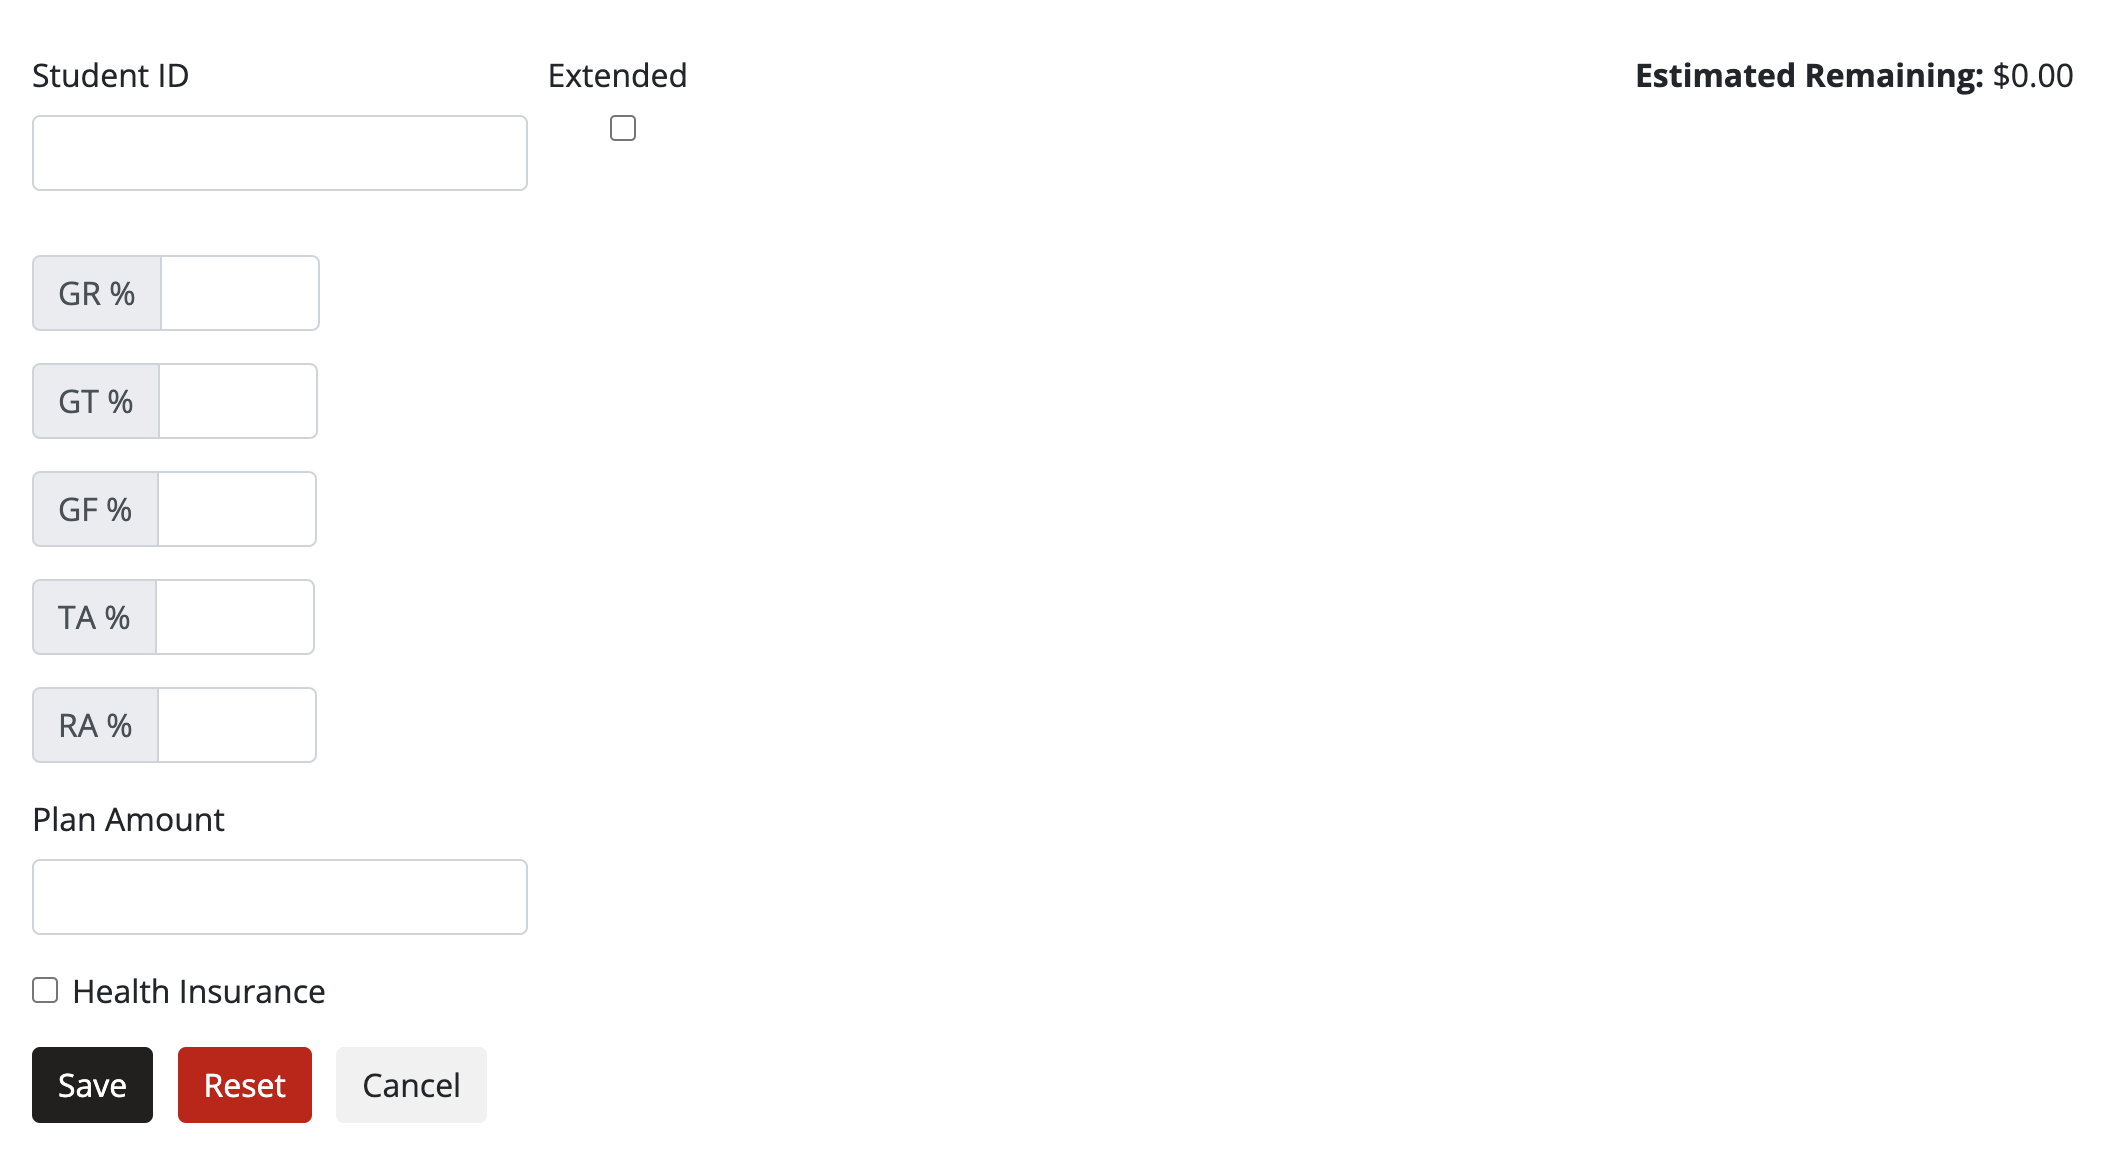 Student ID Extended Estimated Remaining: $0.00
GR %
GT %
GF %
TA %
RA %
Plan Amount
Health Insurance
Save Reset Cancel